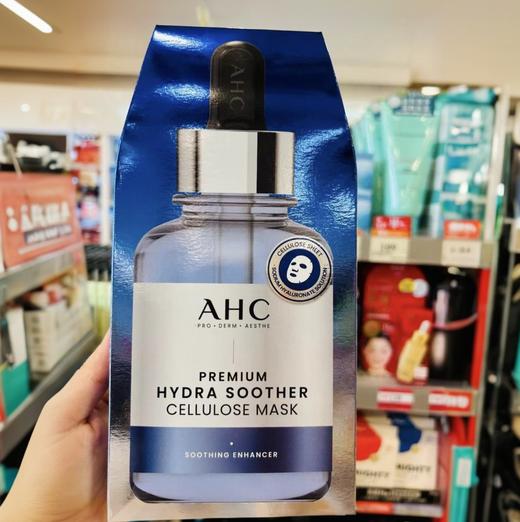 AHC
CELLULOSE SHEET
SODIUM HYALURONATE SOLUTION
AHC
PRO • DERM • AESTHE
PREMIUM
HYDRA SOOTHER
CELLULOSE MASK
SOOTHING ENHANCER